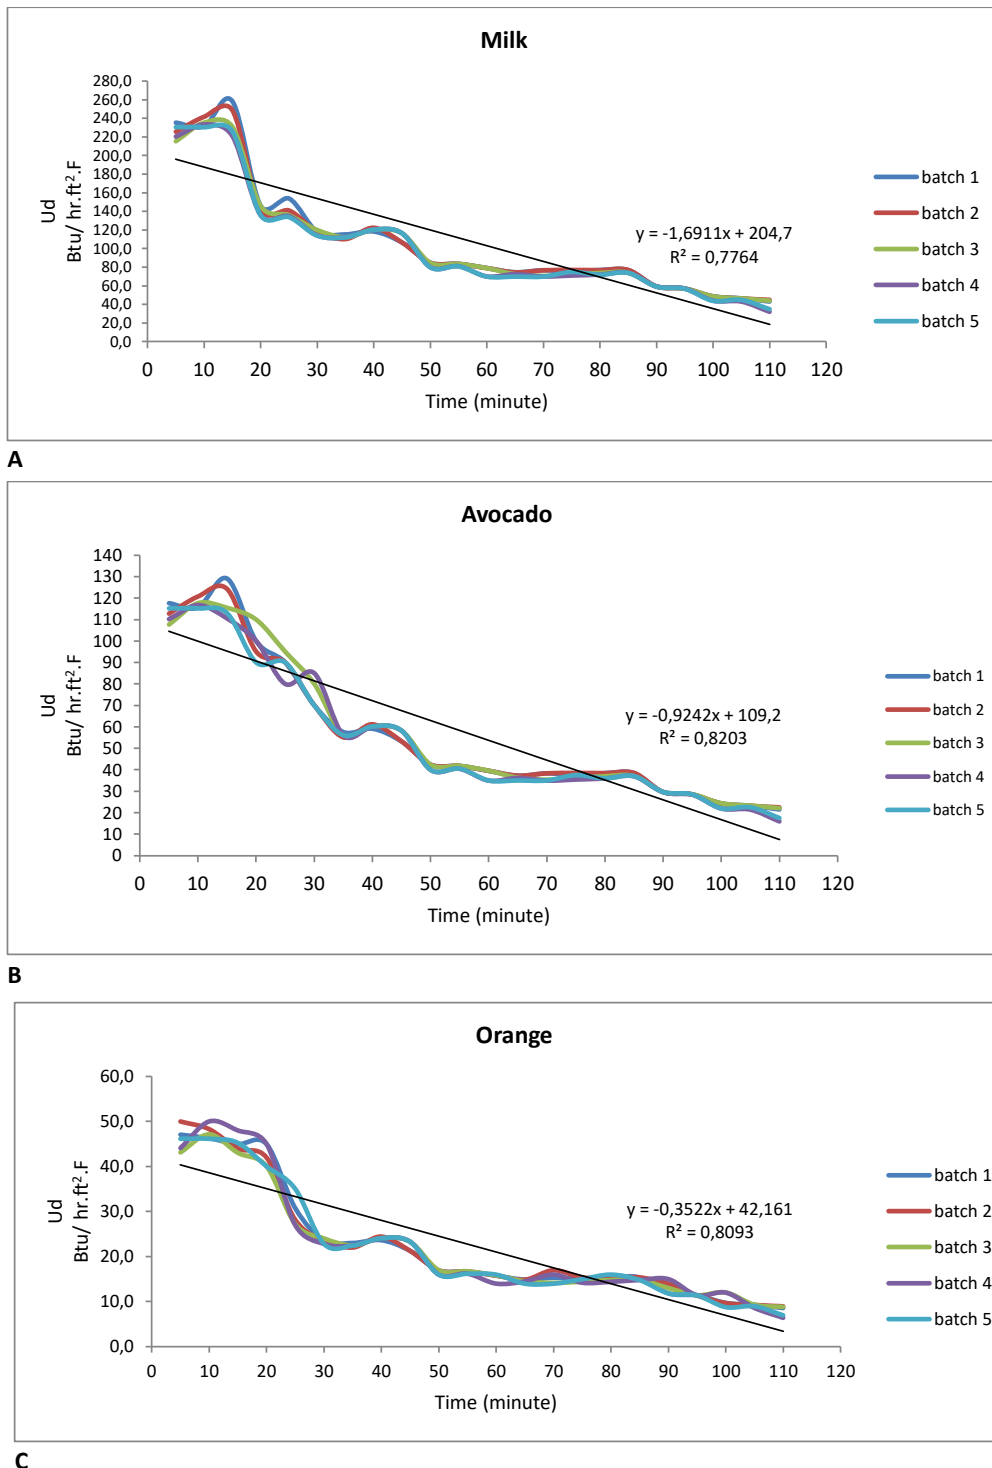 Milk
280,0
260,0
240,0
220,0
200,0
180,0
160,0
140,0
120,0
100,0
80,0
60,0
40,0
20,0
0,0
Ud
Btu/ hr.ft².F
0 10 20 30 40 50 60 70 80 90 100 110 120
Time (minute)
y = -1,6911x + 204,7
R² = 0,7764
batch 1
batch 2
batch 3
batch 4
batch 5
A
Avocado
140
130
120
110
100
90
80
70
60
50
40
30
20
10
0
Ud
Btu/ hr.ft².F
0 10 20 30 40 50 60 70 80 90 100 110 120
Time (minute)
y = -0,9242x + 109,2
R² = 0,8203
batch 1
batch 2
batch 3
batch 4
batch 5
B
Orange
60,0
50,0
40,0
30,0
20,0
10,0
0,0
Ud
Btu/ hr.ft².F
0 10 20 30 40 50 60 70 80 90 100 110 120
Time (minute)
y = -0,3522x + 42,161
R² = 0,8093
batch 1
batch 2
batch 3
batch 4
batch 5
C